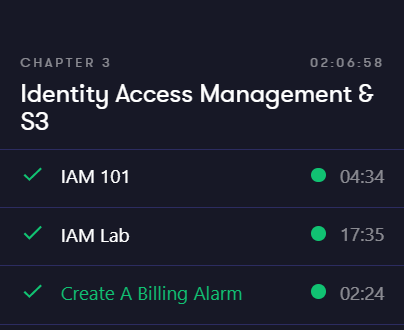 CHAPTER 3 02:06:58
Identity Access Management &
S3
IAM 101 04:34
IAM Lab 17:35
Create A Billing Alarm 02:24